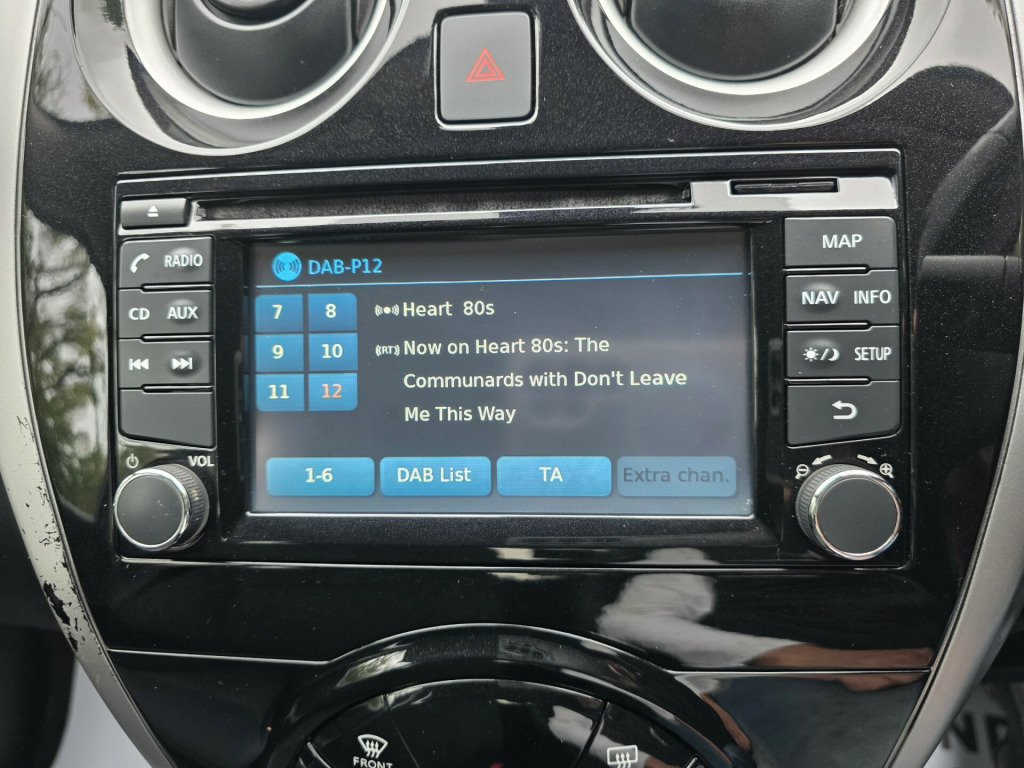 RADIO
CD AUX
VOL
DAB-P12
7 8
9 10
11 12
Heart 80s
(RT) Now on Heart 80s: The
Communards with Don't Leave
Me This Way
1-6 DAB List TA Extra chan.
MAP
NAV INFO
SETUP
FRONT